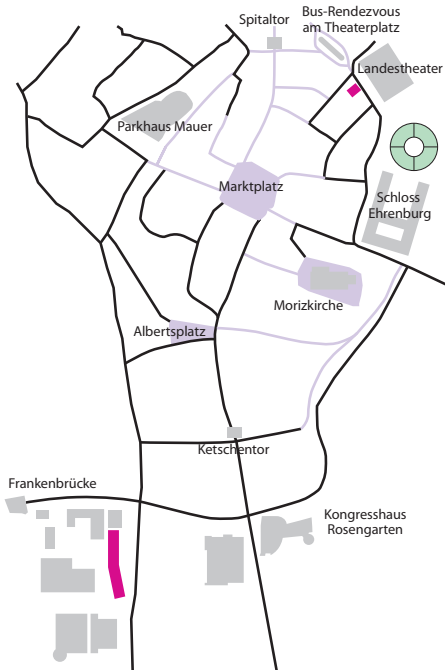 Spitaltor
Bus-Rendezvous
am Theaterplatz
Landestheater
Parkhaus Mauer
Marktplatz
Schloss
Ehrenburg
Morizkirche
Albertsplatz
Ketschentor
Frankenbrücke
Kongresshaus
Rosengarten